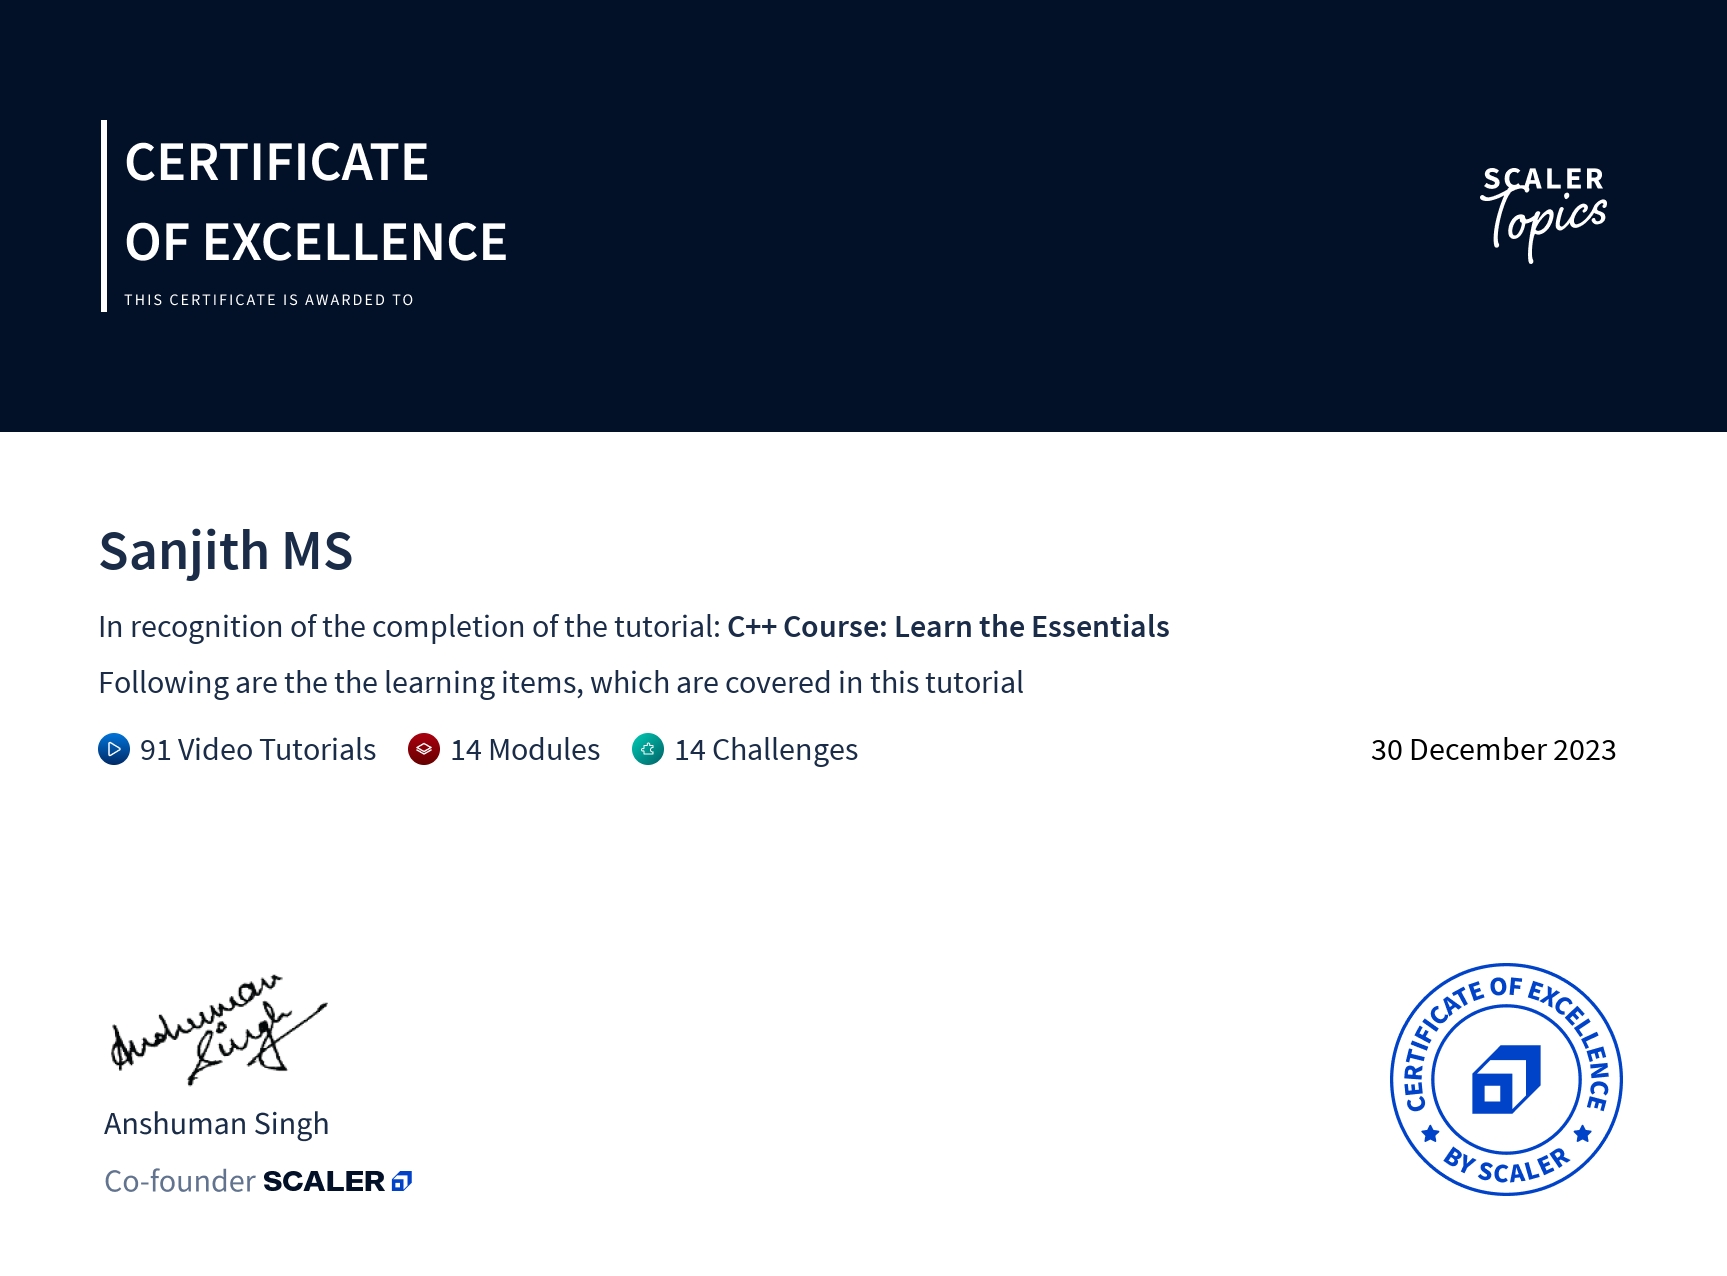 CERTIFICATE
OF EXCELLENCE
THIS CERTIFICATE IS AWARDED TO
SCALER
Topics
Sanjith MS
In recognition of the completion of the tutorial: C++ Course: Learn the Essentials
Following are the the learning items, which are covered in this tutorial
91 Video Tutorials 14 Modules 14 Challenges 30 December 2023
Anshuman
Singh
Anshuman Singh
Co-founder SCALER
CERTIFICATE OF EXCELLENCE
BY SCALER